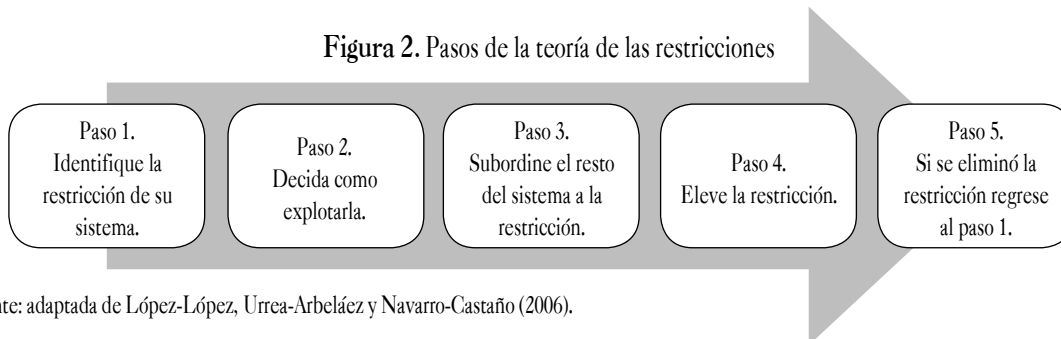 Figura 2. Pasos de la teoría de las restricciones
Paso 1.
Identifique la
restricción de su
sistema.
Paso 2.
Decida como
explotarla.
Paso 3.
Subordine el resto
del sistema a la
restricción.
Paso 4.
Eleve la restricción.
Paso 5.
Si se eliminó la
restricción regrese
al paso 1.
nte: adaptada de López-López, Urrea-Arbeláez y Navarro-Castaño (2006).